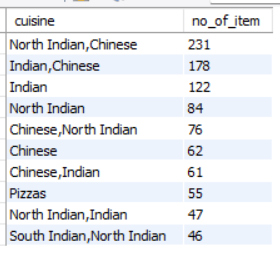 cuisine no_of_item
North Indian,Chinese 231
Indian,Chinese 178
Indian 122
North Indian 84
Chinese,North Indian 76
Chinese 62
Chinese,Indian 61
Pizzas 55
North Indian,Indian 47
South Indian,North Indian 46